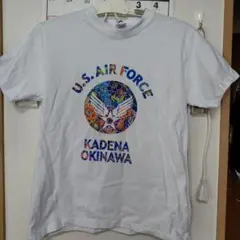 3 4
U.S. AIR FORCE
KADENA
OKINAWA